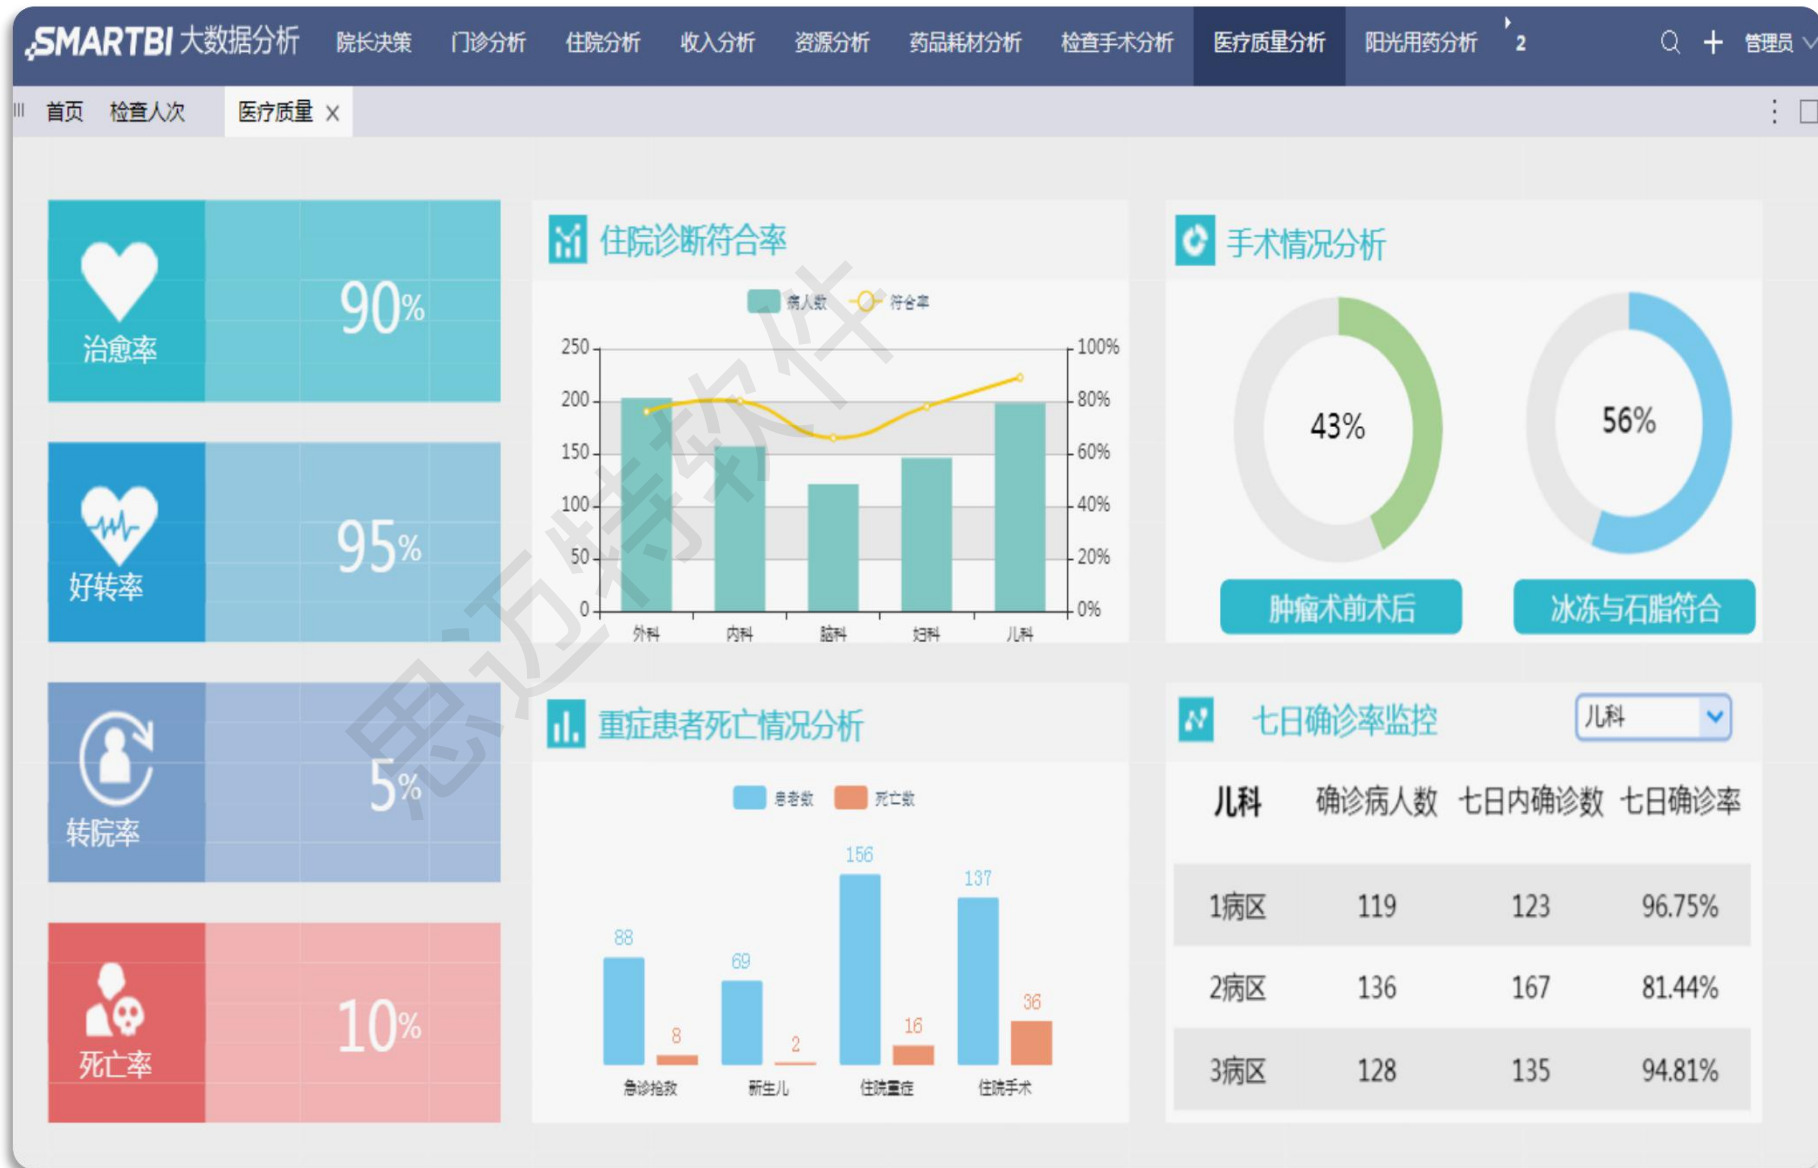 SMARTBI 大数据分析 院长决策 门诊分析 住院分析 收入分析 资源分析 药品耗材分析 检查手术分析 医疗质量分析 阳光用药分析 2 管理员
首页 检查人次 医疗质量
治愈率 90%
好转率 95%
转院率 5%
死亡率 10%
住院诊断符合率
病人数 符合率
250 100%
200 80%
150 60%
100 40%
50 20%
0 0%
外科 内科 脑科 妇科 儿科
手术情况分析
43% 56%
肿瘤术前术后 冰冻与石脂符合
重症患者死亡情况分析
患者数 死亡数
88 8 69 2 156 16 137 36
急诊抢救 新生儿 住院重症 住院手术
七日确诊率监控 儿科
儿科 确诊病人数 七日内确诊数 七日确诊率
1病区 119 123 96.75%
2病区 136 167 81.44%
3病区 128 135 94.81%
思迈特软件